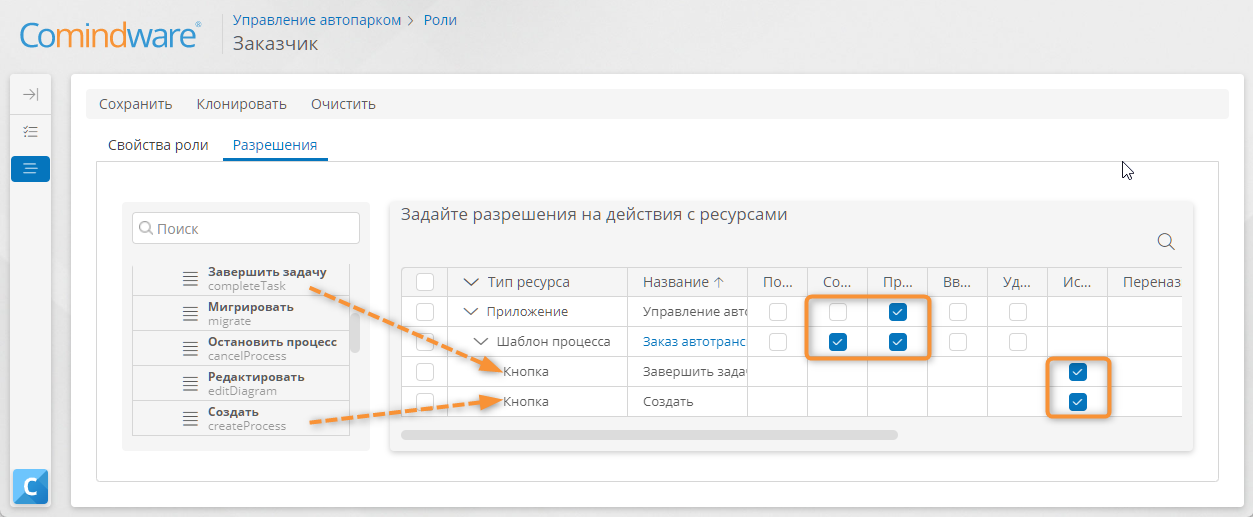 Comindware®
Управление автопарком > Роли
Заказчик
Сохранить Клонировать Очистить
Свойства роли Разрешения
Поиск
Завершить задачу
completeTask
Мигрировать
migrate
Остановить процесс
cancelProcess
Редактировать
editDiagram
Создать
createProcess
Задайте разрешения на действия с ресурсами
Тип ресурса Название По... Со... Пр... Вв... Уд... Ис... Переназ
Приложение Управление авто
Шаблон процесса Заказ автотранс
Кнопка Завершить задач
Кнопка Создать
C